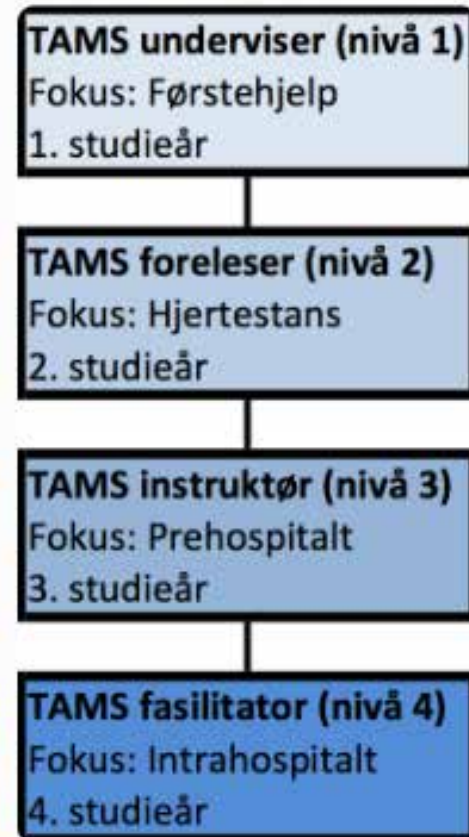 TAMS underviser (nivå 1)
Fokus: Førstehjelp
1. studieår
TAMS foreleser (nivå 2)
Fokus: Hjertestans
2. studieår
TAMS instruktør (nivå 3)
Fokus: Prehospitalt
3. studieår
TAMS fasilitator (nivå 4)
Fokus: Intrahospitalt
4. studieår